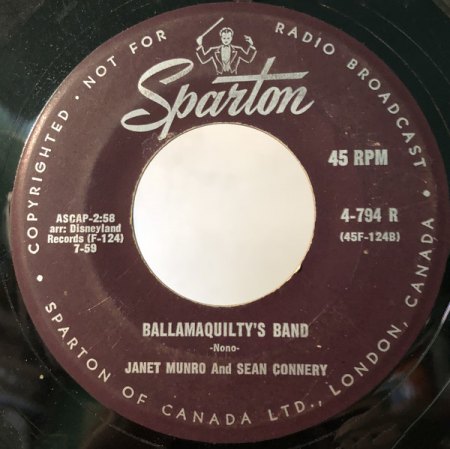 COPYRIGHTED · NOT FOR RADIO BROADCAST
Sparton
45 RPM
ASCAP-2:58
arr: Disneyland
Records (F-124)
7-59
4-794 R
(45F-124B)
BALLAMAQUILTY'S BAND
-Nono-
JANET MUNRO And SEAN CONNERY
SPARTON OF CANADA LTD., LONDON, CANADA